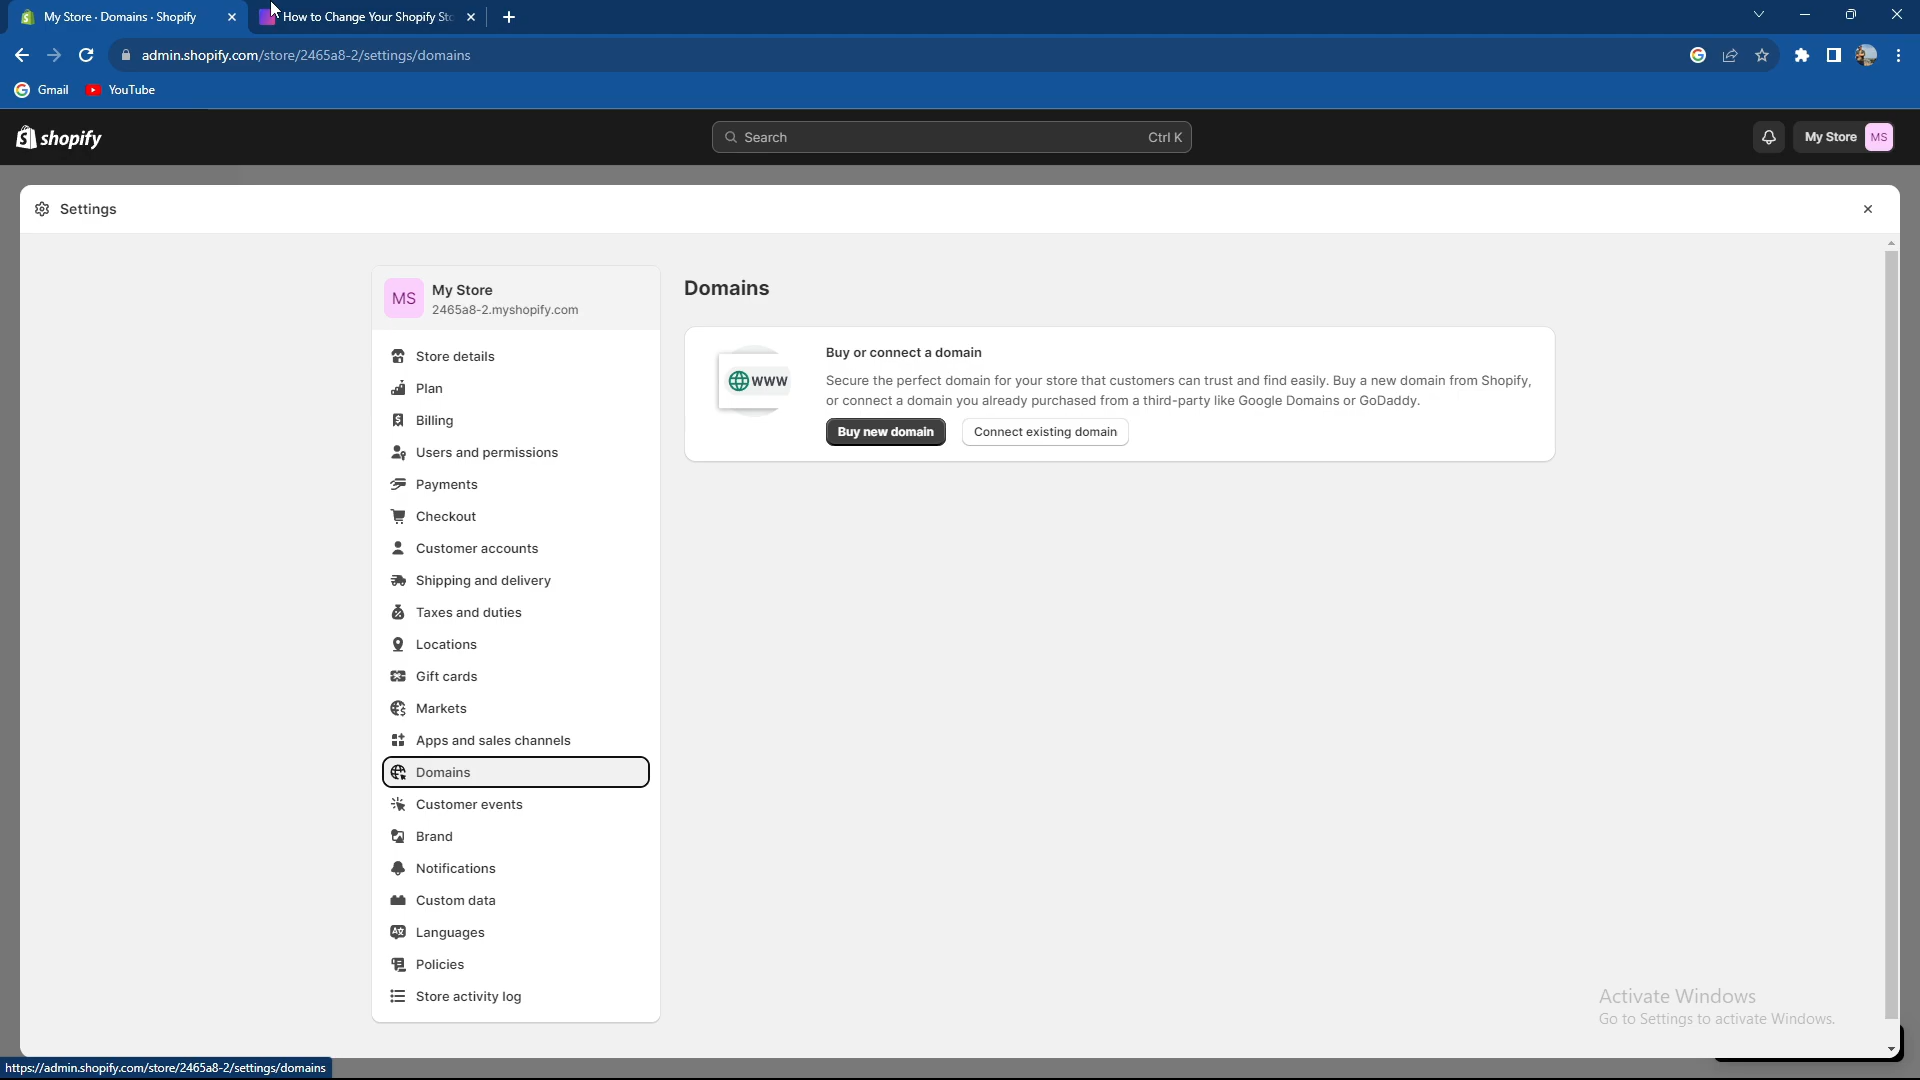 My Store · Domains · Shopify
How to Change Your Shopify Sto
admin.shopify.com/store/2465a8-2/settings/domains
Gmail
YouTube
shopify
Search
Ctrl K
My Store
MS
Settings
MS
My Store
2465a8-2.myshopify.com
Store details
Plan
Billing
Users and permissions
Payments
Checkout
Customer accounts
Shipping and delivery
Taxes and duties
Locations
Gift cards
Markets
Apps and sales channels
Domains
Customer events
Brand
Notifications
Custom data
Languages
Policies
Store activity log
Domains
www
Buy or connect a domain
Secure the perfect domain for your store that customers can trust and find easily. Buy a new domain from Shopify,
or connect a domain you already purchased from a third-party like Google Domains or GoDaddy.
Buy new domain
Connect existing domain
Activate Windows
Go to Settings to activate Windows.
https://admin.shopify.com/store/2465a8-2/settings/domains